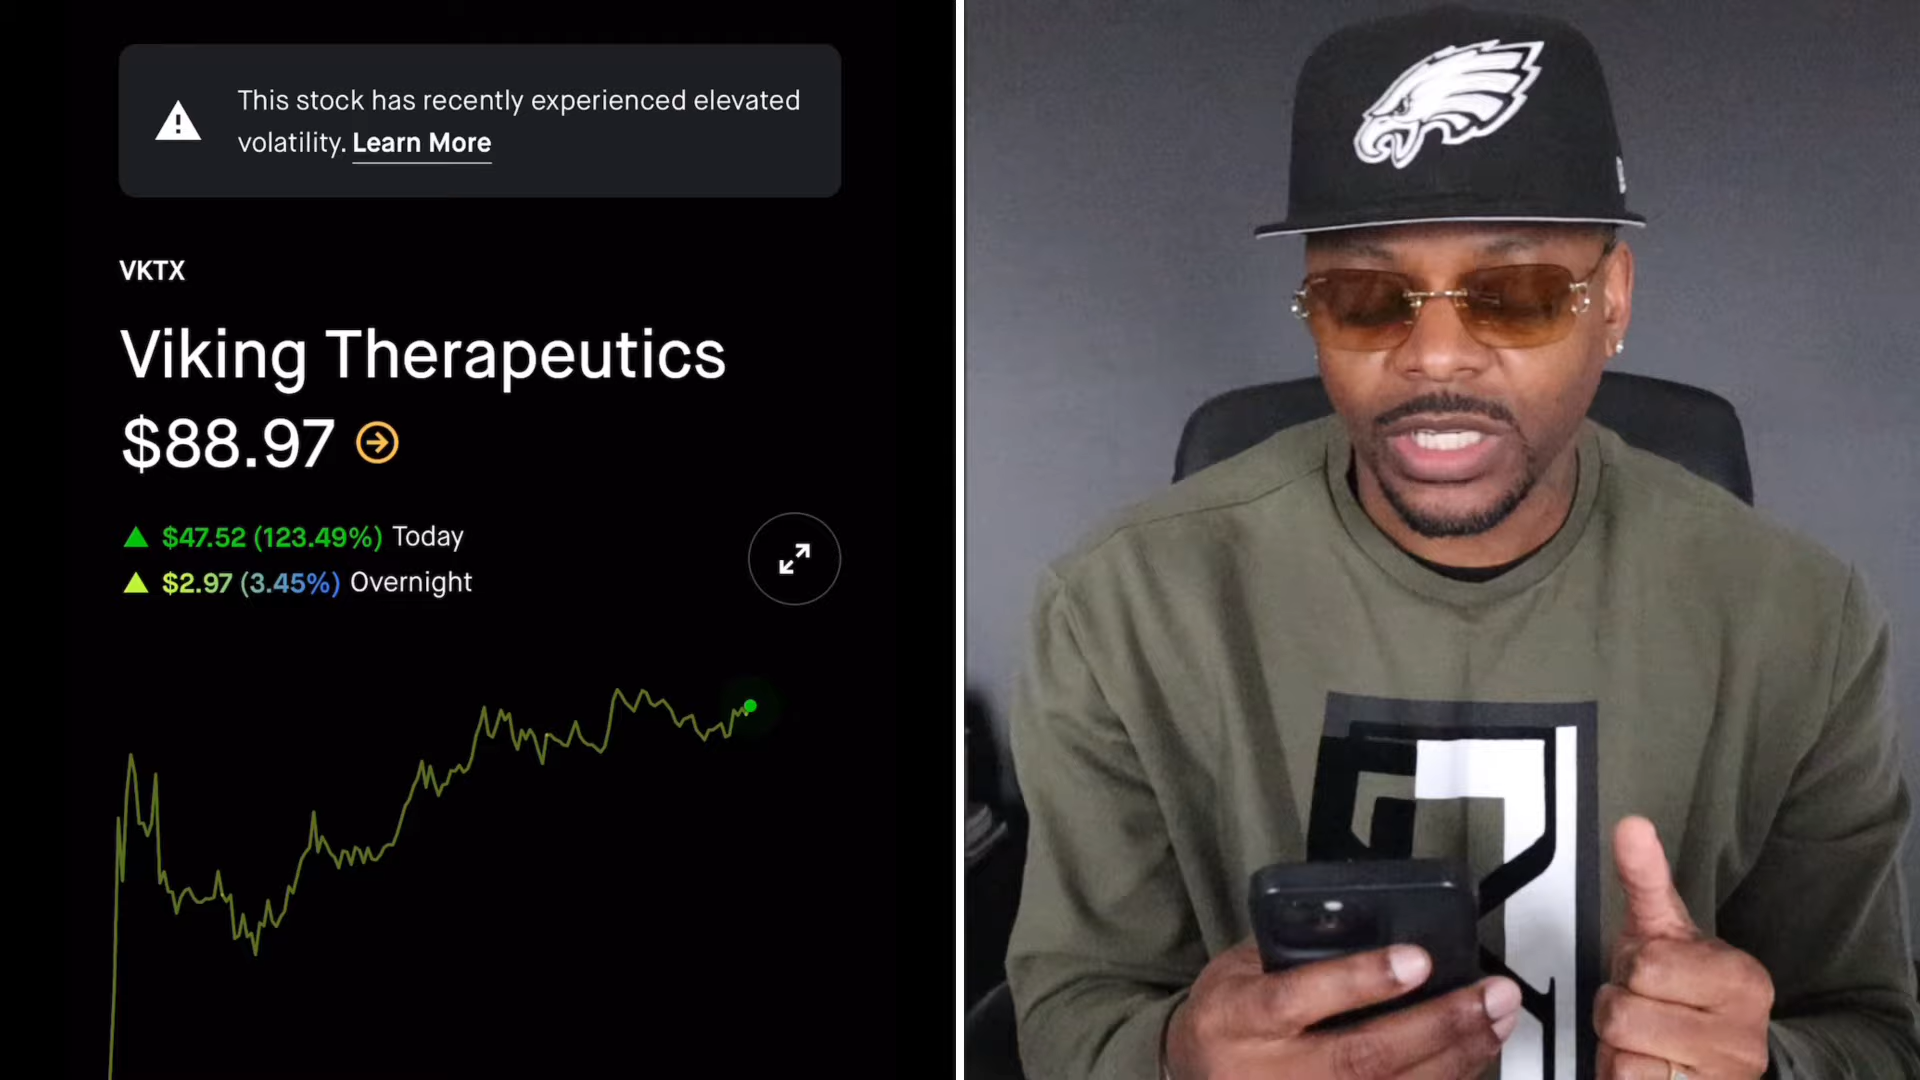 This stock has recently experienced elevated
volatility. Learn More
VKTX
Viking Therapeutics
$88.97
$47.52 (123.49%) Today
$2.97 (3.45%) Overnight